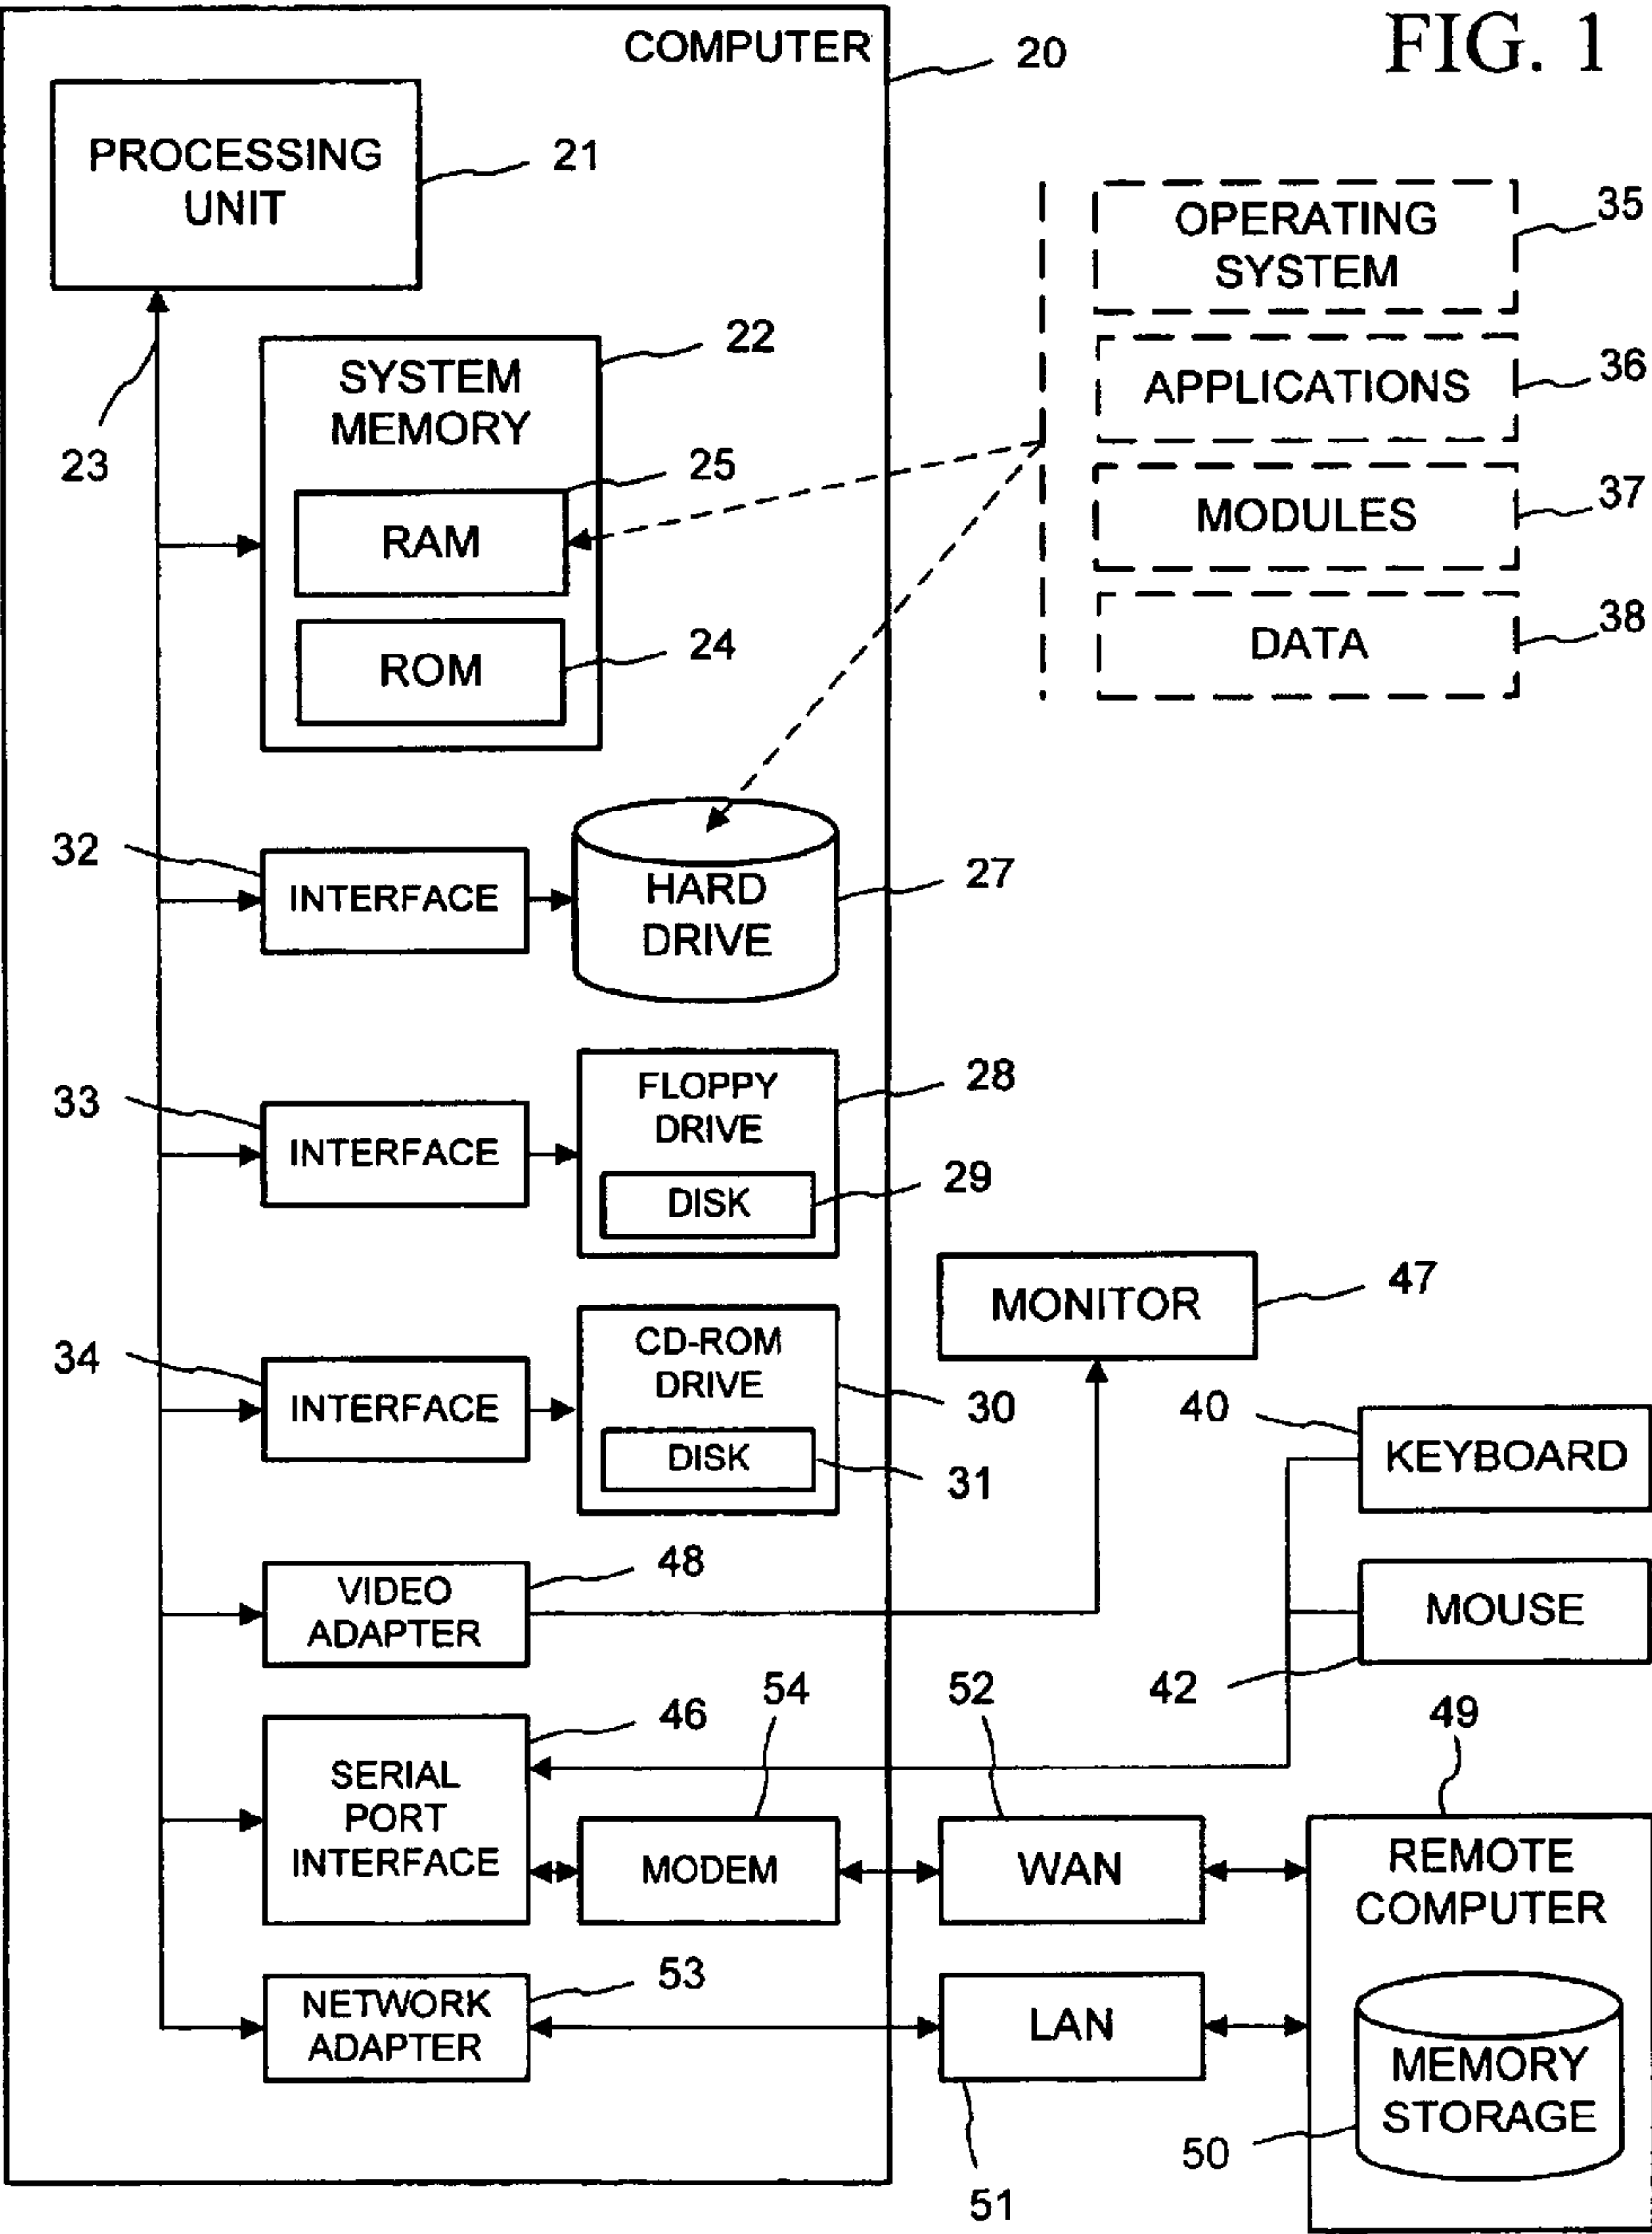 FIG. 1
COMPUTER
20
PROCESSING
UNIT
21
23
SYSTEM
MEMORY
22
RAM
25
ROM
24
OPERATING
SYSTEM
35
APPLICATIONS
36
MODULES
37
DATA
38
32
INTERFACE
HARD
DRIVE
27
33
INTERFACE
FLOPPY
DRIVE
28
DISK
29
34
INTERFACE
CD-ROM
DRIVE
30
DISK
31
MONITOR
47
40
KEYBOARD
MOUSE
42
VIDEO
ADAPTER
48
SERIAL
PORT
INTERFACE
46
54
MODEM
52
WAN
49
REMOTE
COMPUTER
NETWORK
ADAPTER
53
LAN
51
MEMORY
STORAGE
50